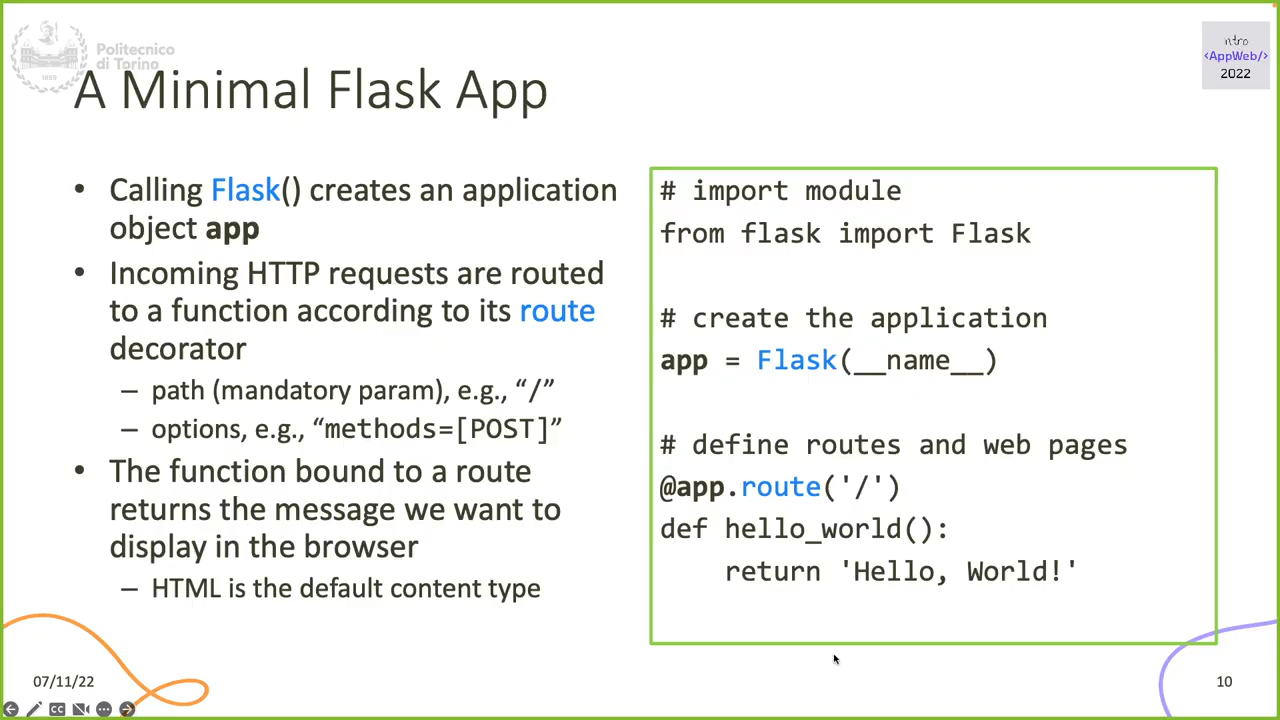 Politecnico
di Torino
1859
ntro
<AppWeb/>
2022
A Minimal Flask App
• Calling Flask() creates an application
object app
• Incoming HTTP requests are routed
to a function according to its route
decorator
– path (mandatory param), e.g., “/”
– options, e.g., “methods=[POST]”
• The function bound to a route
returns the message we want to
display in the browser
– HTML is the default content type
# import module
from flask import Flask
# create the application
app = Flask(__name__)
# define routes and web pages
@app.route('/')
def hello_world():
    return 'Hello, World!'
07/11/22
10
CC